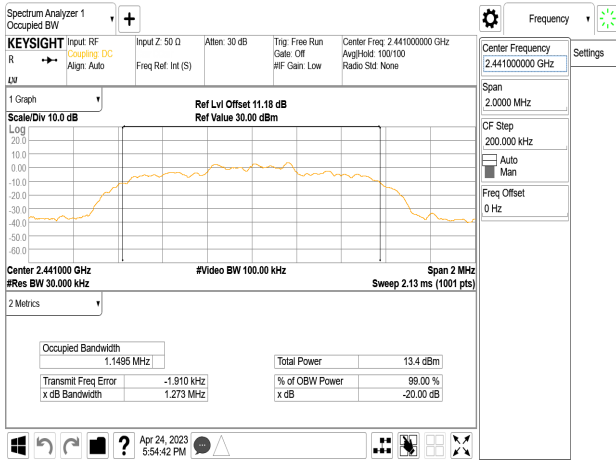 Spectrum Analyzer 1
Occupied BW
Frequency
KEYSIGHT
R
Input: RF
Coupling: DC
Align: Auto
Input Z: 50 Ω
Freq Ref: Int (S)
Atten: 30 dB
Trig: Free Run
Gate: Off
#IF Gain: Low
Center Freq: 2.441000000 GHz
Avg|Hold: 100/100
Radio Std: None
LXI
Center Frequency
2.441000000 GHz
Settings
Span
2.0000 MHz
CF Step
200.000 kHz
Auto
Man
Freq Offset
0 Hz
1 Graph
Scale/Div 10.0 dB
Ref Lvl Offset 11.18 dB
Ref Value 30.00 dBm
Log
20.0
10.0
0.00
-10.0
-20.0
-30.0
-40.0
-50.0
-60.0
Center 2.441000 GHz
#Res BW 30.000 kHz
#Video BW 100.00 kHz
Span 2 MHz
Sweep 2.13 ms (1001 pts)
2 Metrics
Occupied Bandwidth
1.1495 MHz
Transmit Freq Error -1.910 kHz
x dB Bandwidth 1.273 MHz
Total Power 13.4 dBm
% of OBW Power 99.00 %
x dB -20.00 dB
?
Apr 24, 2023
5:54:42 PM